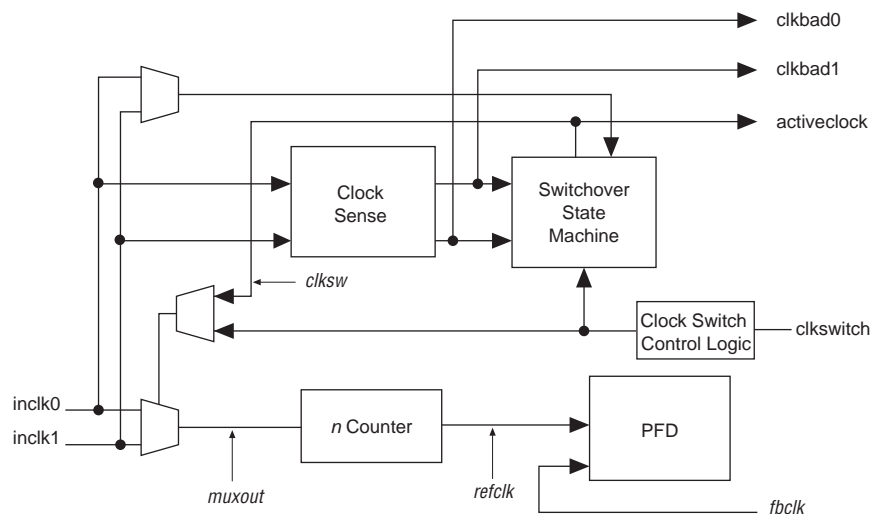 clkbad0
clkbad1
activeclock
Clock
Sense
Switchover
State
Machine
clksw
Clock Switch
Control Logic
clkswitch
inclk0
inclk1
n Counter
PFD
muxout
refclk
fbclk